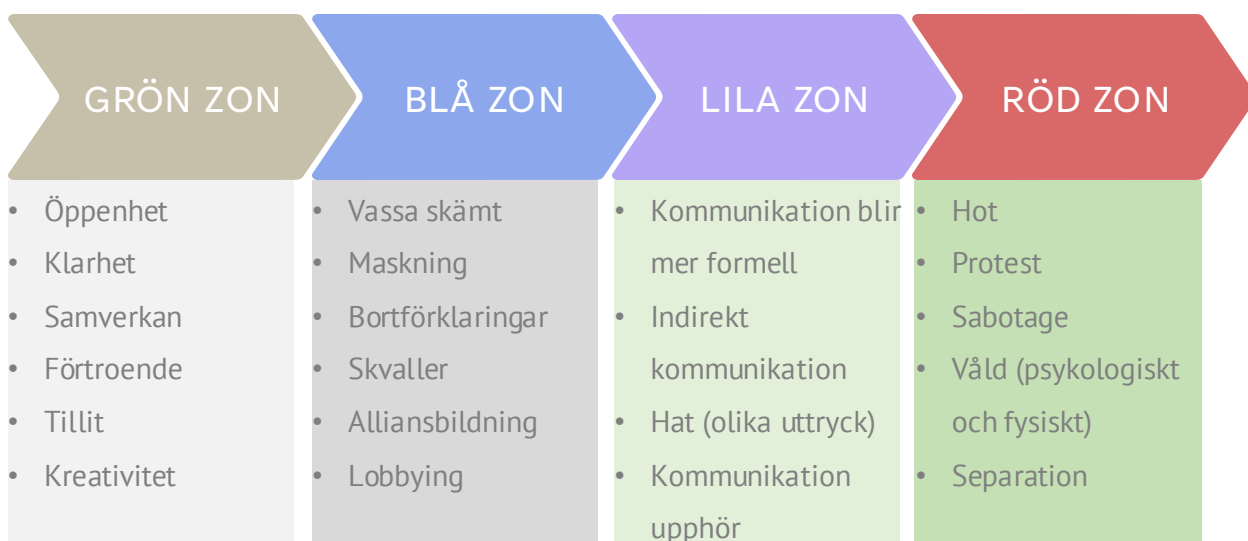 GRÖN ZON
• Öppenhet
• Klarhet
• Samverkan
• Förtroende
• Tillit
• Kreativitet
BLÅ ZON
• Vassa skämt
• Maskning
• Bortförklaringar
• Skvaller
• Alliansbildning
• Lobbying
LILA ZON
• Kommunikation blir
mer formell
• Indirekt
kommunikation
• Hat (olika uttryck)
• Kommunikation
upphör
RÖD ZON
• Hot
• Protest
• Sabotage
• Våld (psykologiskt
och fysiskt)
• Separation